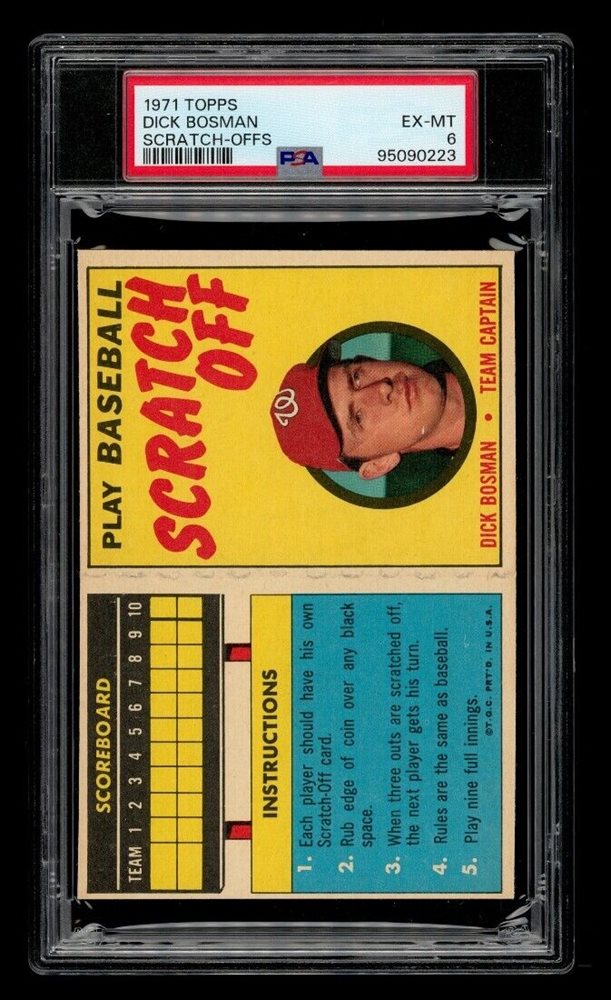 1971 TOPPS
DICK BOSMAN
SCRATCH-OFFS
EX-MT
6
95090223
PSA
PLAY BASEBALL
SCRATCH
OFF
DICK BOSMAN • TEAM CAPTAIN
SCOREBOARD
TEAM 1 2 3 4 5 6 7 8 9 10
INSTRUCTIONS
1. Each player should have his own
Scratch-Off card.
2. Rub edge of coin over any black
space.
3. When three outs are scratched off,
the next player gets his turn.
4. Rules are the same as baseball.
5. Play nine full innings.
©T.C.G. PRT'D. IN U.S.A.
W